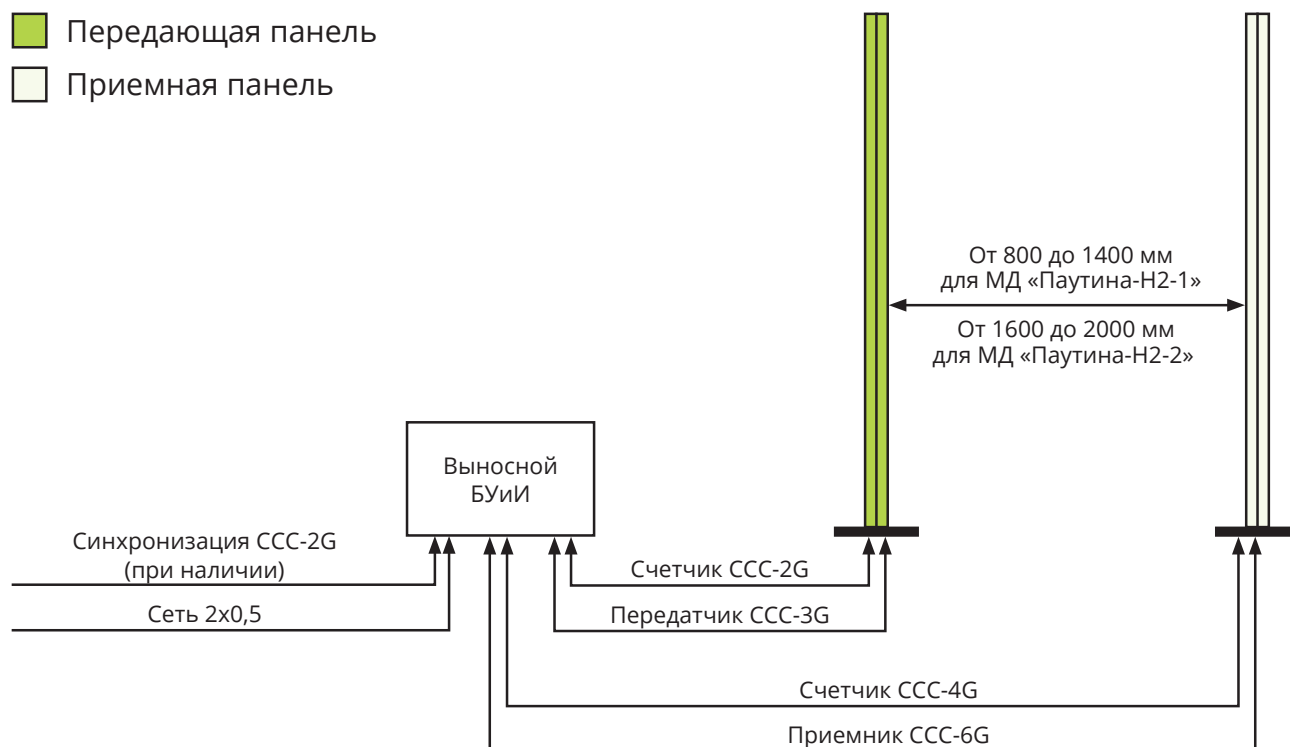 Передающая панель
Приемная панель
От 800 до 1400 мм
для МД «Паутина-Н2-1»
От 1600 до 2000 мм
для МД «Паутина-Н2-2»
Выносной
БУиИ
Синхронизация ССС-2G
(при наличии)
Сеть 2х0,5
Счетчик ССС-2G
Передатчик ССС-3G
Счетчик ССС-4G
Приемник ССС-6G